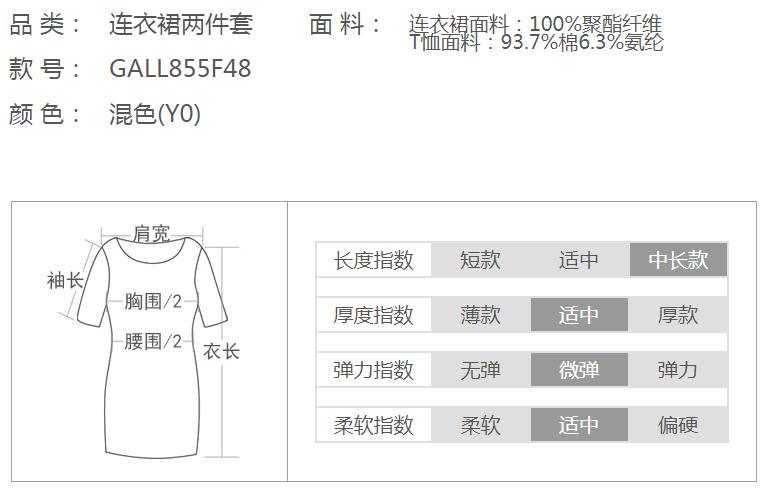 品 类： 连衣裙两件套 面 料： 连衣裙面料：100%聚酯纤维
T恤面料：93.7%棉6.3%氨纶
款 号： GALL855F48
颜 色： 混色(Y0)
肩宽
袖长
胸围/2
腰围/2
衣长
长度指数 短款 适中 中长款
厚度指数 薄款 适中 厚款
弹力指数 无弹 微弹 弹力
柔软指数 柔软 适中 偏硬